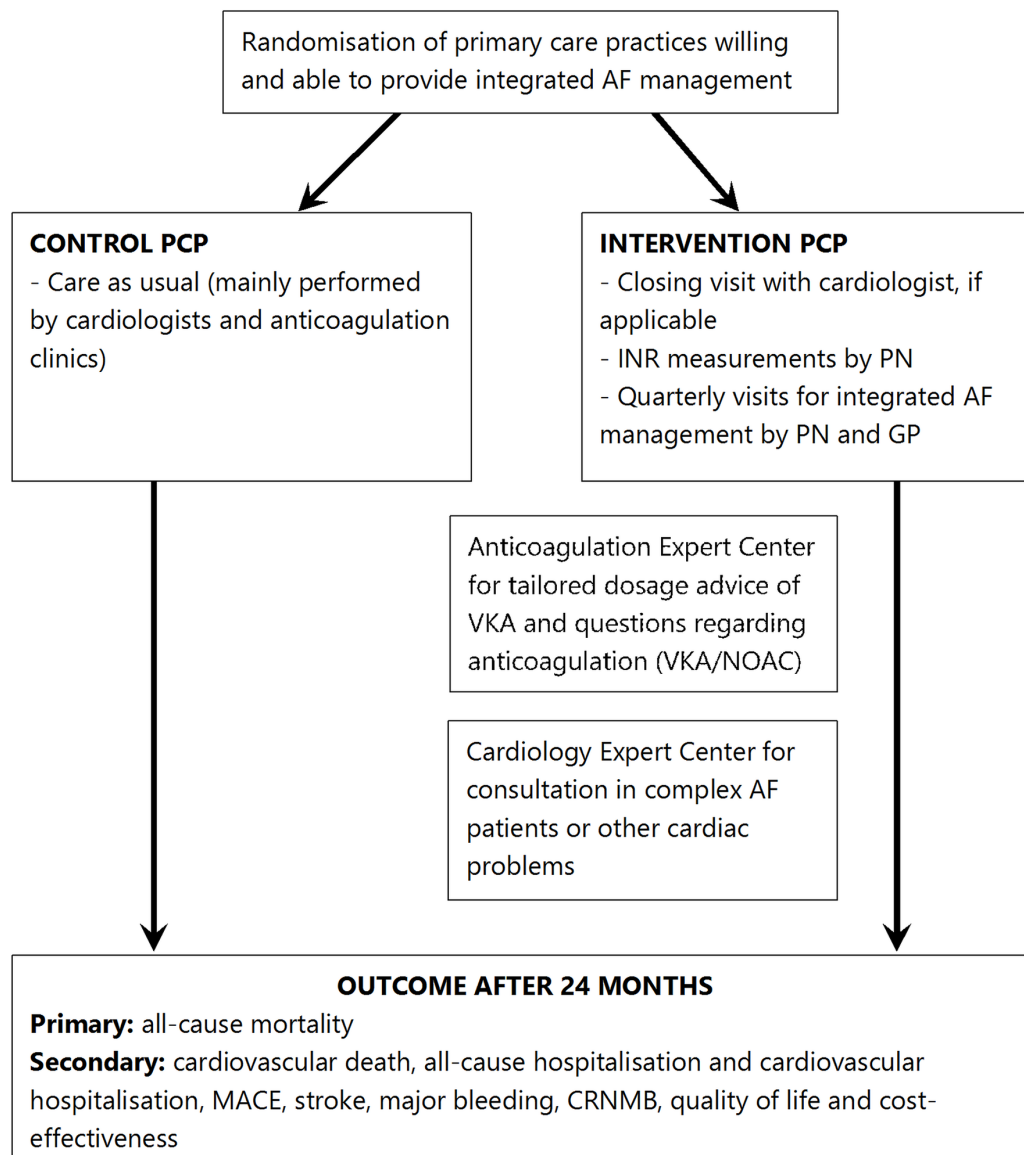 Randomisation of primary care practices willing
and able to provide integrated AF management
CONTROL PCP
- Care as usual (mainly performed
by cardiologists and anticoagulation
clinics)
INTERVENTION PCP
- Closing visit with cardiologist, if
applicable
- INR measurements by PN
- Quarterly visits for integrated AF
management by PN and GP
Anticoagulation Expert Center
for tailored dosage advice of
VKA and questions regarding
anticoagulation (VKA/NOAC)
Cardiology Expert Center for
consultation in complex AF
patients or other cardiac
problems
OUTCOME AFTER 24 MONTHS
Primary: all-cause mortality
Secondary: cardiovascular death, all-cause hospitalisation and cardiovascular
hospitalisation, MACE, stroke, major bleeding, CRNMB, quality of life and cost-
effectiveness